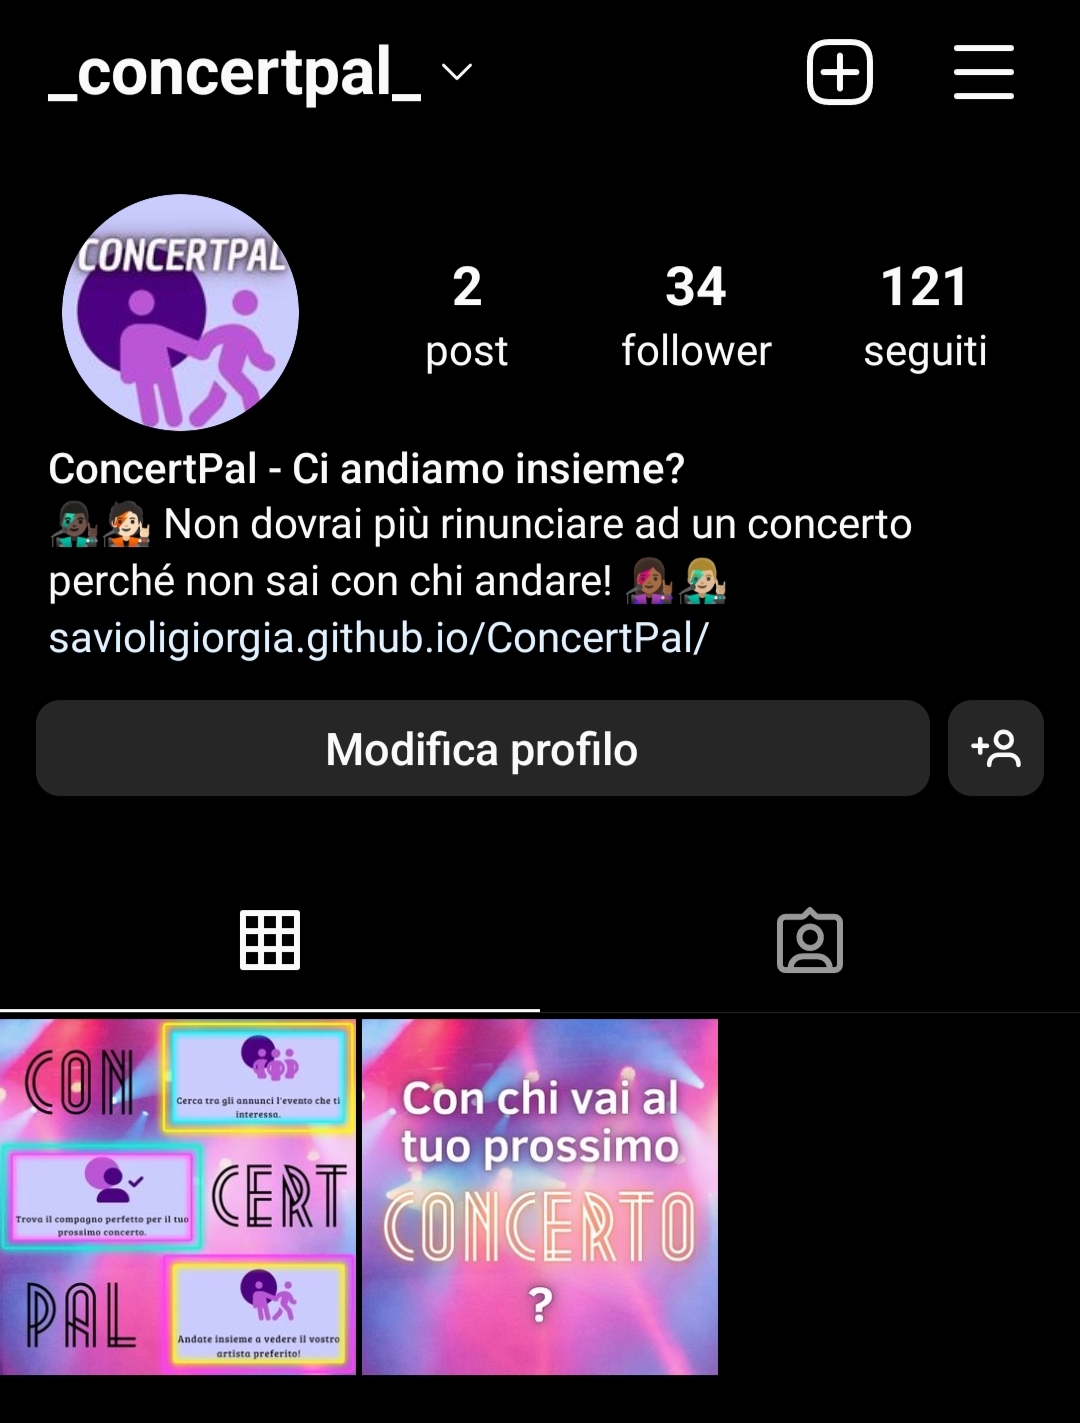 _concertpal_
CONCERTPAL
2
post
34
follower
121
seguiti
ConcertPal - Ci andiamo insieme?
Non dovrai più rinunciare ad un concerto
perché non sai con chi andare!
savioligiorgia.github.io/ConcertPal/
Modifica profilo
CON
Cerca tra gli annunci l'evento che ti
interessa.
Trova il compagno perfetto per il tuo
prossimo concerto.
CERT
PAL
Andate insieme a vedere il vostro
artista preferito!
Con chi vai al
tuo prossimo
CONCERTO
?